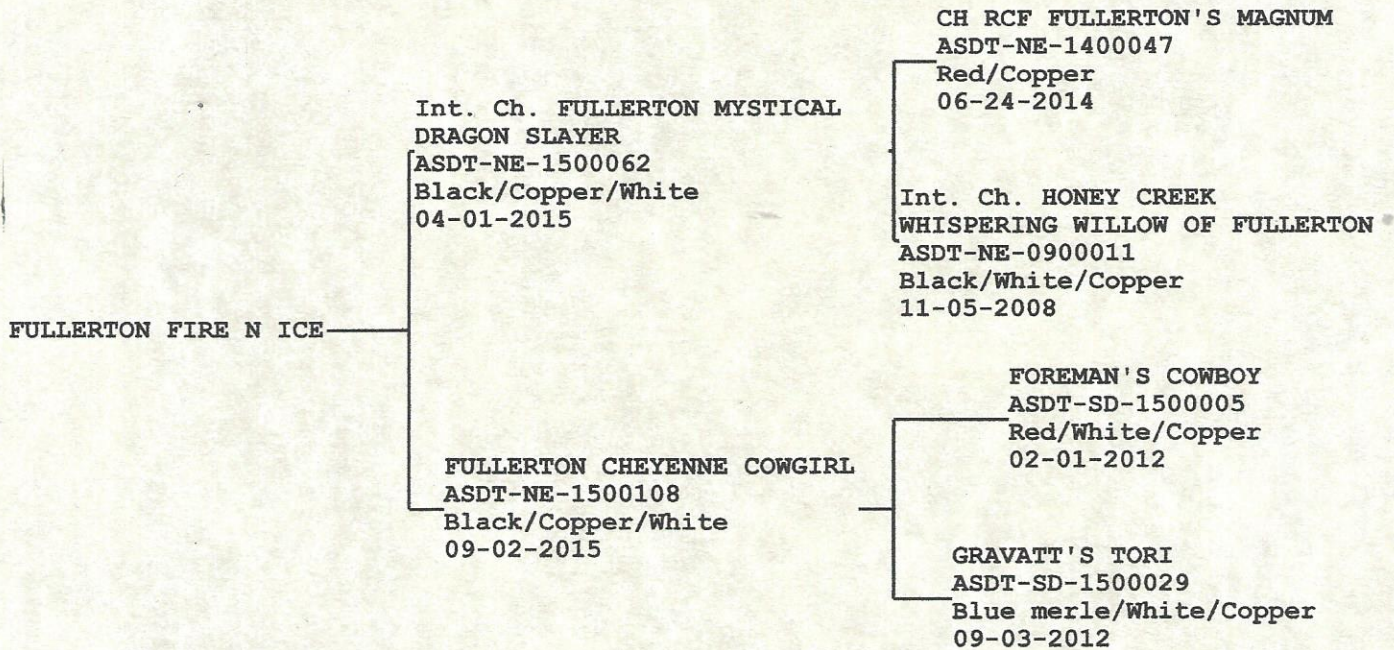 CH RCF FULLERTON'S MAGNUM
ASDT-NE-1400047
Red/Copper
06-24-2014
Int. Ch. FULLERTON MYSTICAL
DRAGON SLAYER
ASDT-NE-1500062
Black/Copper/White
04-01-2015
Int. Ch. HONEY CREEK
WHISPERING WILLOW OF FULLERTON
ASDT-NE-0900011
Black/White/Copper
11-05-2008
FULLERTON FIRE N ICE
FOREMAN'S COWBOY
ASDT-SD-1500005
Red/White/Copper
02-01-2012
FULLERTON CHEYENNE COWGIRL
ASDT-NE-1500108
Black/Copper/White
09-02-2015
GRAVATT'S TORI
ASDT-SD-1500029
Blue merle/White/Copper
09-03-2012